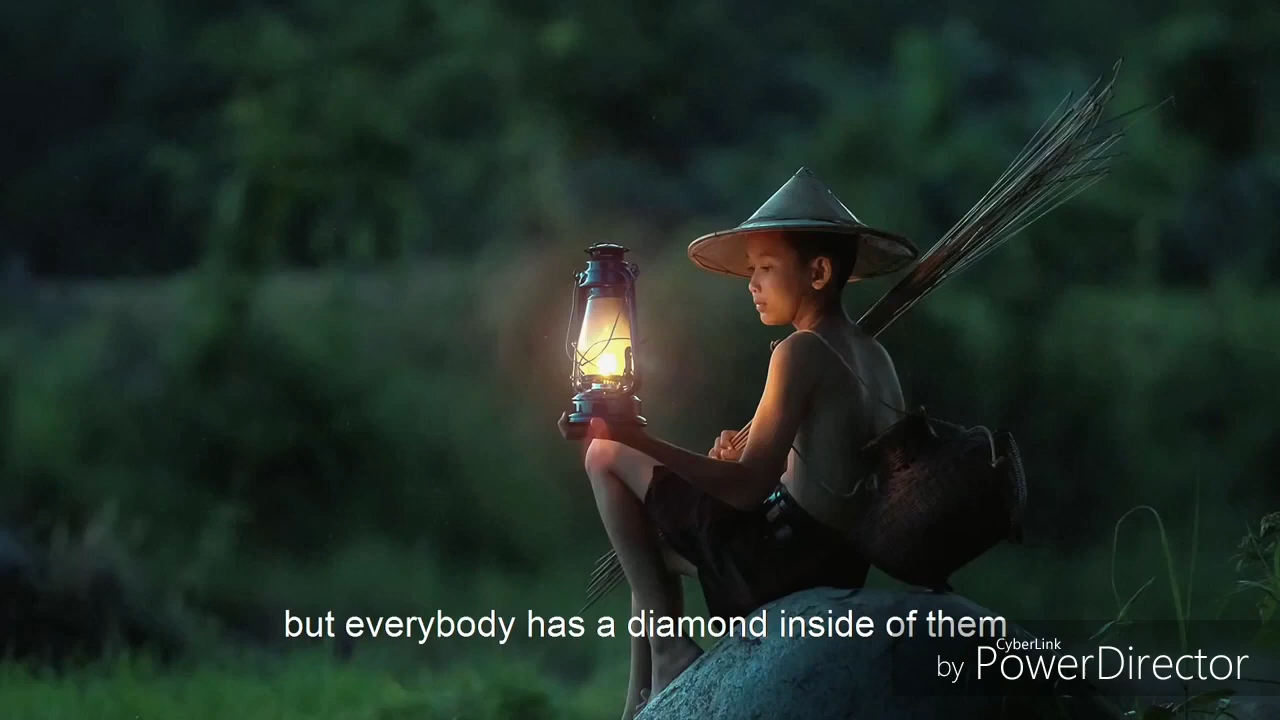 but everybody has a diamond inside of them
CyberLink
by PowerDirector